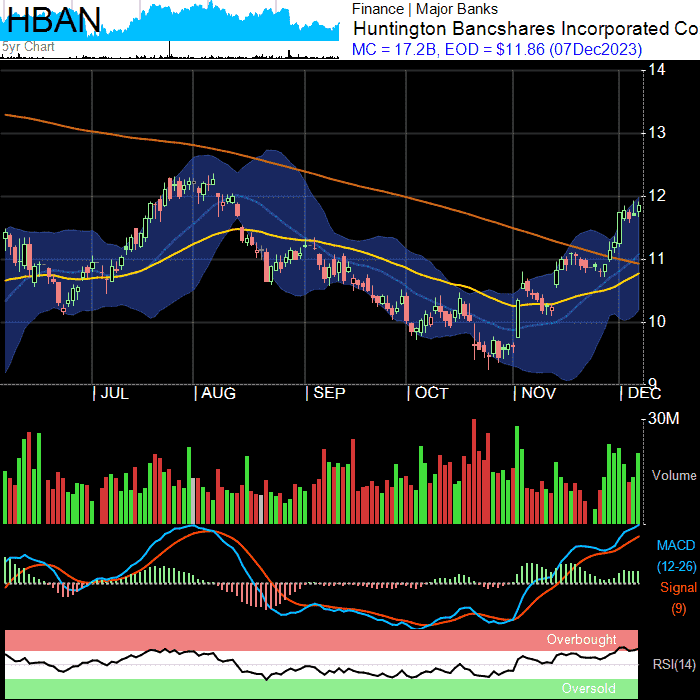 HBAN
5yr Chart
Finance | Major Banks
Huntington Bancshares Incorporated Co
MC = 17.2B, EOD = $11.86 (07Dec2023)
14
13
12
11
10
9
| JUL | AUG | SEP | OCT | NOV | DEC
30M
Volume
MACD
(12-26)
Signal
(9)
Overbought
RSI(14)
Oversold